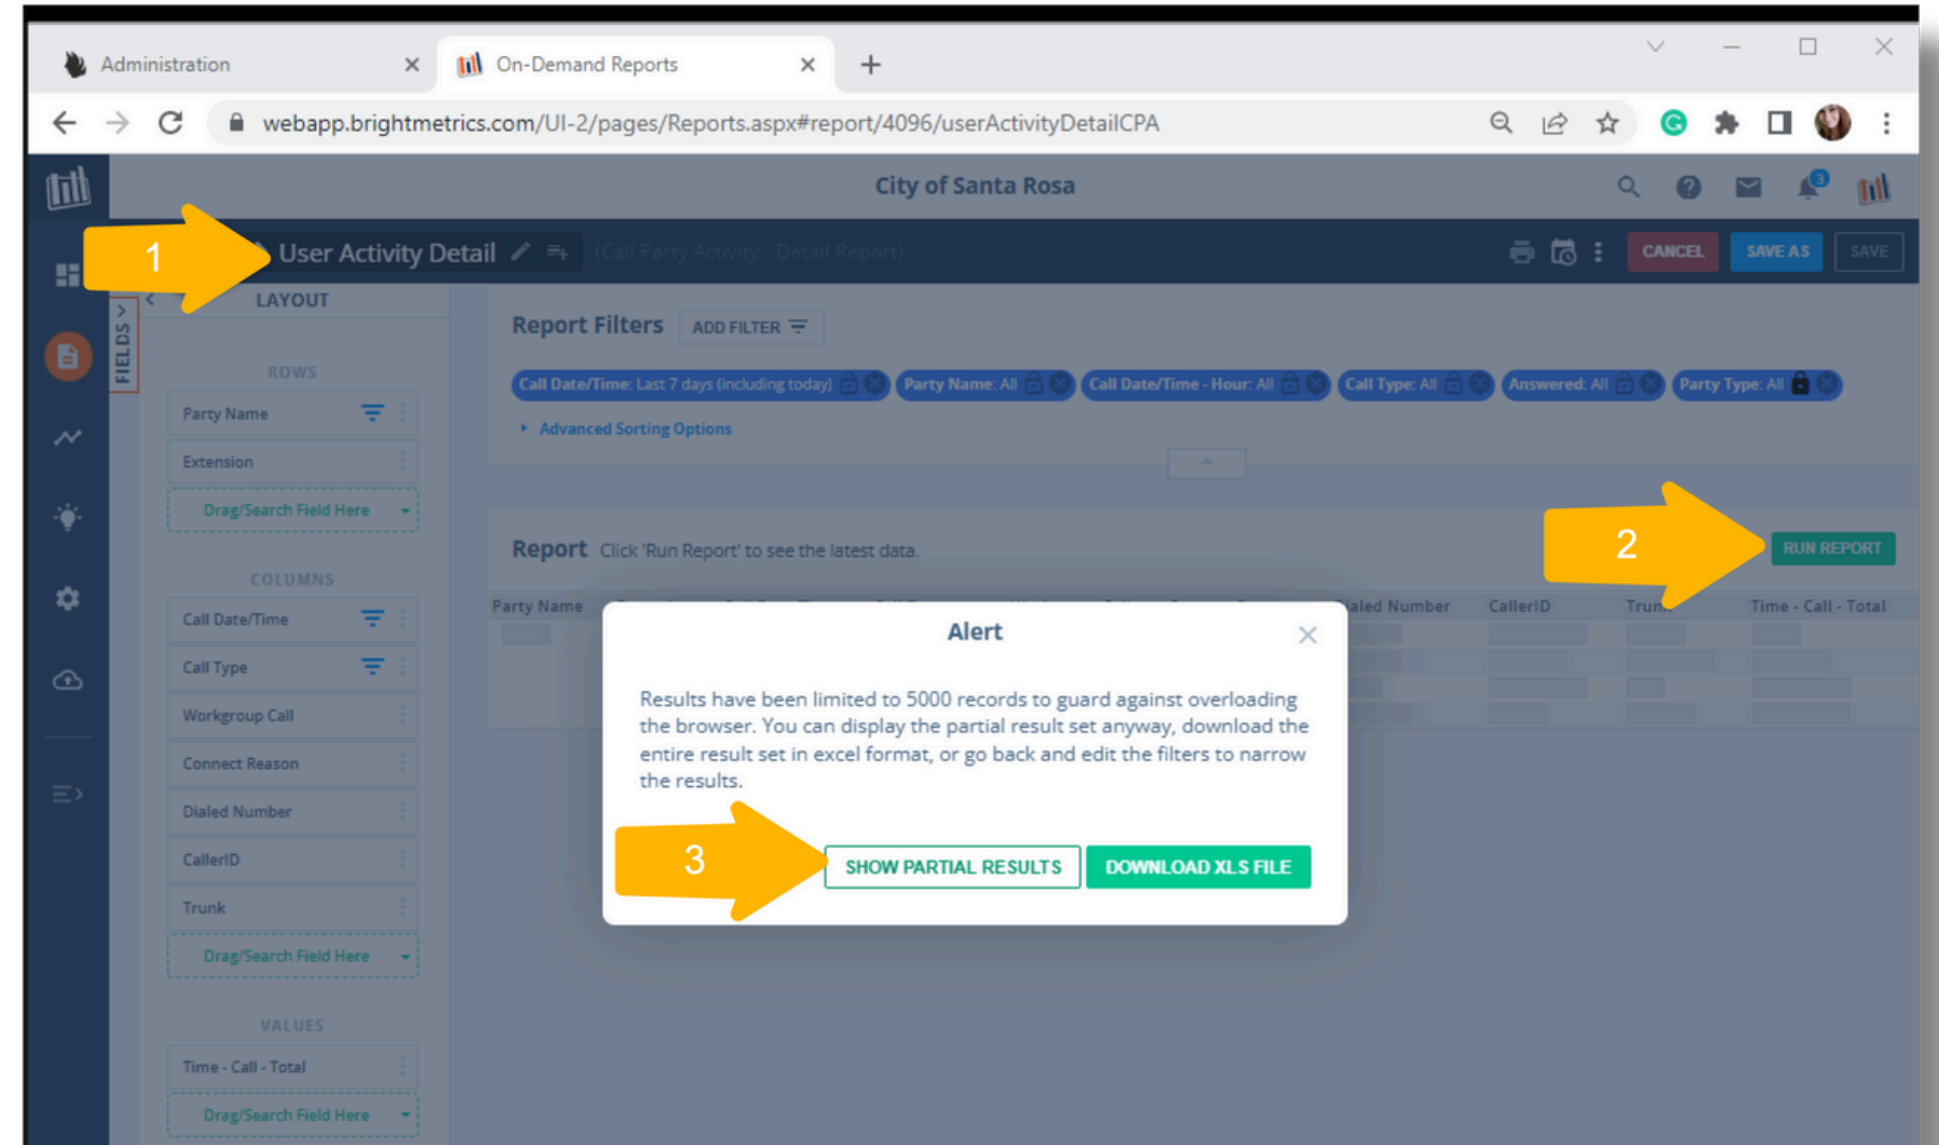 Administration
On-Demand Reports
webapp.brightmetrics.com/UI-2/pages/Reports.aspx#report/4096/userActivityDetailCPA
City of Santa Rosa
3
1
User Activity Detail
(Call Party Activity - Detail Report)
CANCEL
SAVE AS
SAVE
FIELDS >
LAYOUT
ROWS
Party Name
Extension
Drag/Search Field Here
COLUMNS
Call Date/Time
Call Type
Workgroup Call
Connect Reason
Dialed Number
CallerID
Trunk
Drag/Search Field Here
VALUES
Time - Call - Total
Drag/Search Field Here
Report Filters
ADD FILTER
Call Date/Time: Last 7 days (including today)
Party Name: All
Call Date/Time - Hour: All
Call Type: All
Answered: All
Party Type: All
Advanced Sorting Options
Report Click 'Run Report' to see the latest data.
2
RUN REPORT
Party Name
Dialed Number
CallerID
Trunk
Time - Call - Total
Alert
Results have been limited to 5000 records to guard against overloading
the browser. You can display the partial result set anyway, download the
entire result set in excel format, or go back and edit the filters to narrow
the results.
3
SHOW PARTIAL RESULTS
DOWNLOAD XLS FILE